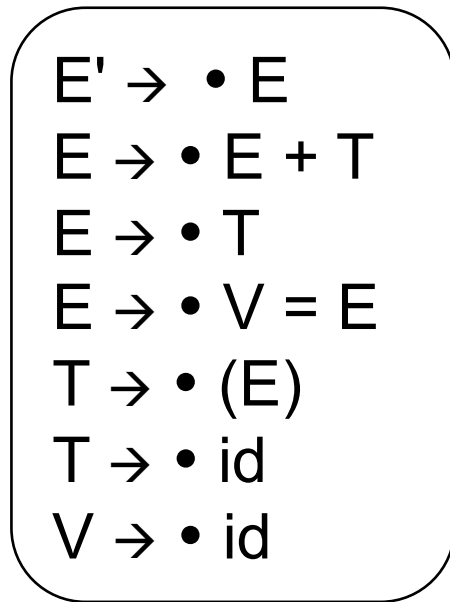 E' → • E
E → • E + T
E → • T
E → • V = E
T → • (E)
T → • id
V → • id